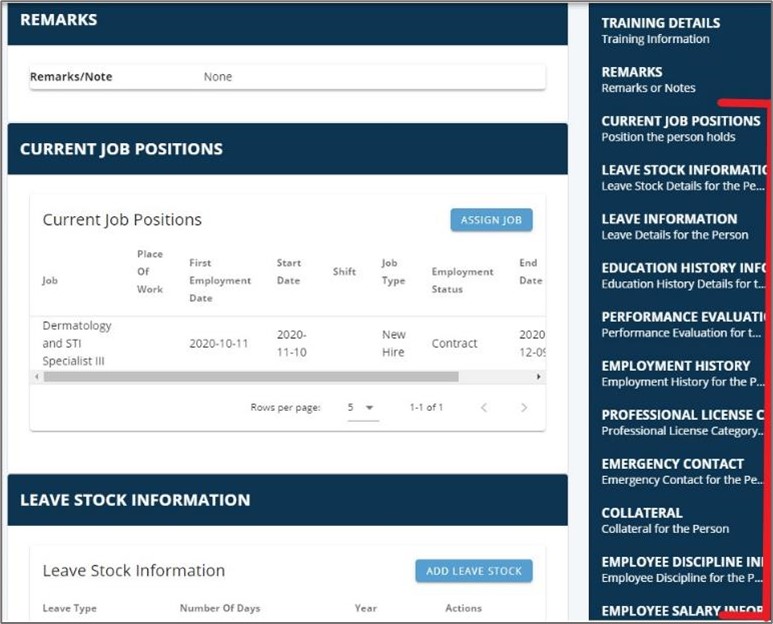 REMARKS
Remarks/Note None
CURRENT JOB POSITIONS
Current Job Positions
ASSIGN JOB
Job Place Of Work First Employment Date Start Date Shift Job Type Employment Status End Date
Dermatology and STI Specialist III 2020-10-11 2020-11-10 New Hire Contract 2020 12-09
Rows per page: 5 1-1 of 1
LEAVE STOCK INFORMATION
Leave Stock Information
ADD LEAVE STOCK
Leave Type Number Of Days Year Actions
TRAINING DETAILS
Training Information
REMARKS
Remarks or Notes
CURRENT JOB POSITIONS
Position the person holds
LEAVE STOCK INFORMATIO
Leave Stock Details for the Pe...
LEAVE INFORMATION
Leave Details for the Person
EDUCATION HISTORY INFO
Education History Details for t...
PERFORMANCE EVALUATI
Performance Evaluation for t...
EMPLOYMENT HISTORY
Employment History for the P...
PROFESSIONAL LICENSE C
Professional License Category...
EMERGENCY CONTACT
Emergency Contact for the Pe...
COLLATERAL
Collateral for the Person
EMPLOYEE DISCIPLINE IN
Employee Discipline for the P...
EMPLOYEE SALARY INFOR